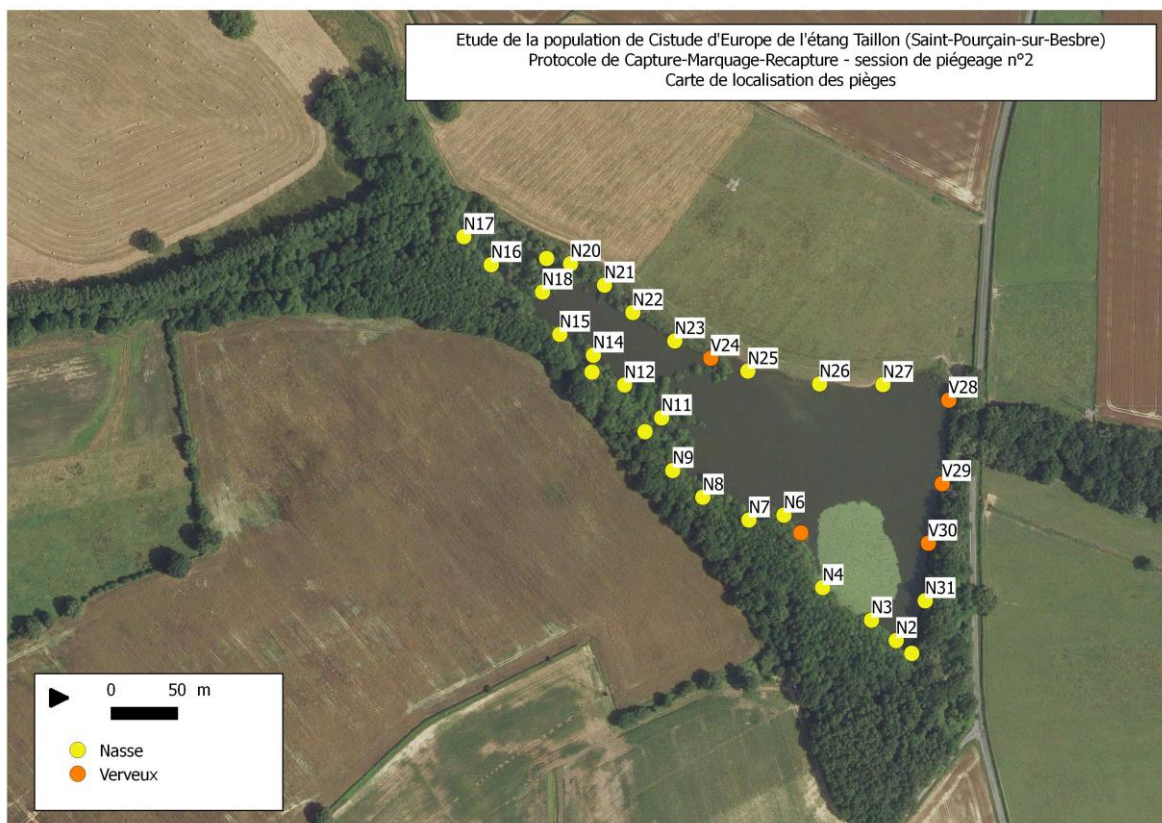 Etude de la population de Cistude d'Europe de l'étang Taillon (Saint-Pourçain-sur-Besbre)
Protocole de Capture-Marquage-Recapture - session de piégeage n°2
Carte de localisation des pièges
N17
N16
N20
N18
N21
N22
N15
N23
N14
V24
N12
N25
N26
N27
V28
N11
N9
V29
N8
N7
N6
V30
N4
N31
N3
N2
0 50 m
Nasse
Verveux